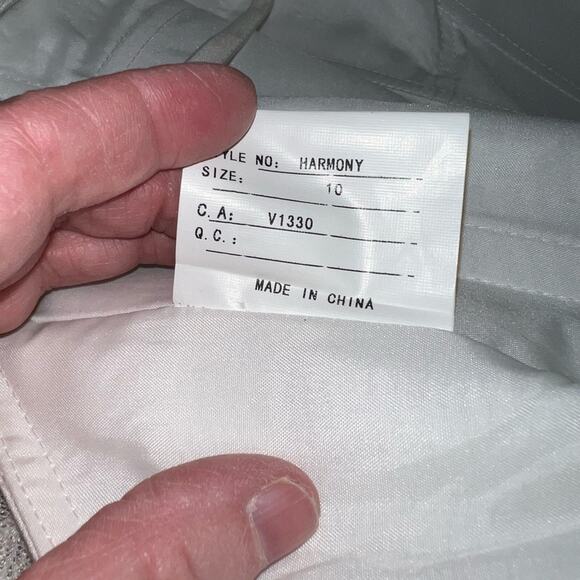 YLE NO: HARMONY
SIZE: 10
C.A: V1330
Q.C.:
MADE IN CHINA